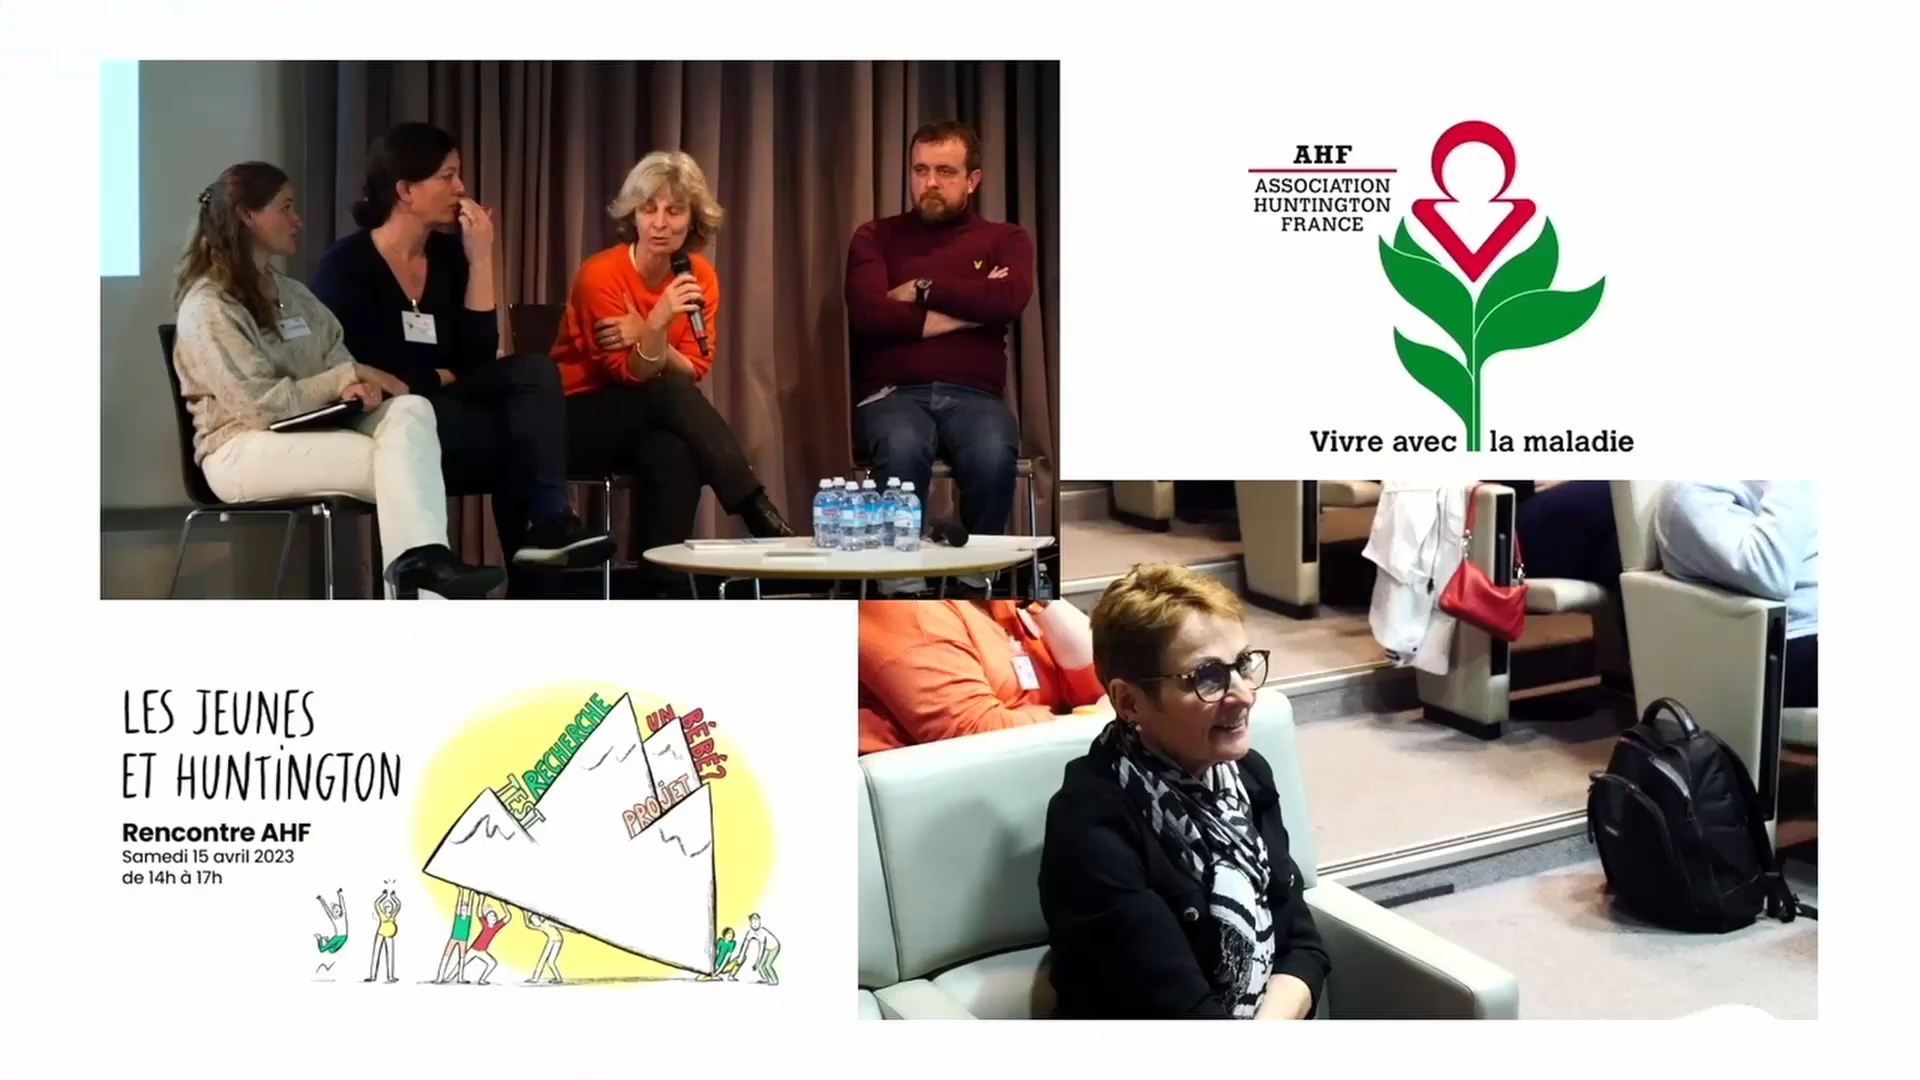 AHF
ASSOCIATION
HUNTINGTON
FRANCE
Vivre avec la maladie
LES JEUNES
ET HUNTINGTON
Rencontre AHF
Samedi 15 avril 2023
de 14h à 17h
TEST
RECHERCHE
PROJET
UN
BÉBÉ?